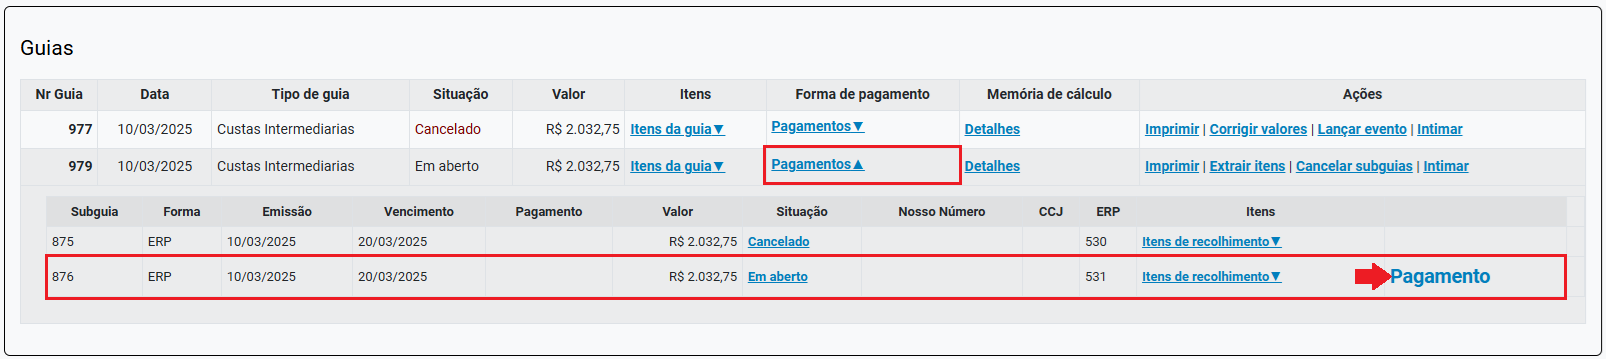 Guias
Nr Guia Data Tipo de guia Situação Valor Itens Forma de pagamento Memória de cálculo Ações
977 10/03/2025 Custas Intermediarias Cancelado R$ 2.032,75 Itens da guia▼ Pagamentos▼ Detalhes Imprimir | Corrigir valores | Lançar evento | Intimar
979 10/03/2025 Custas Intermediarias Em aberto R$ 2.032,75 Itens da guia▼ Pagamentos▲ Detalhes Imprimir | Extrair itens | Cancelar subguias | Intimar
Subguia Forma Emissão Vencimento Pagamento Valor Situação Nosso Número CCJ ERP Itens
875 ERP 10/03/2025 20/03/2025 R$ 2.032,75 Cancelado 530 Itens de recolhimento▼
876 ERP 10/03/2025 20/03/2025 R$ 2.032,75 Em aberto 531 Itens de recolhimento▼ Pagamento